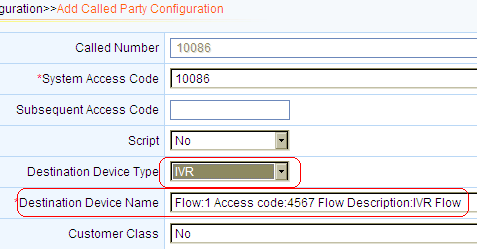 guration>>Add Called Party Configuration
Called Number 10086
*System Access Code 10086
Subsequent Access Code
Script No
Destination Device Type IVR
*Destination Device Name Flow:1 Access code:4567 Flow Description:IVR Flow
Customer Class No